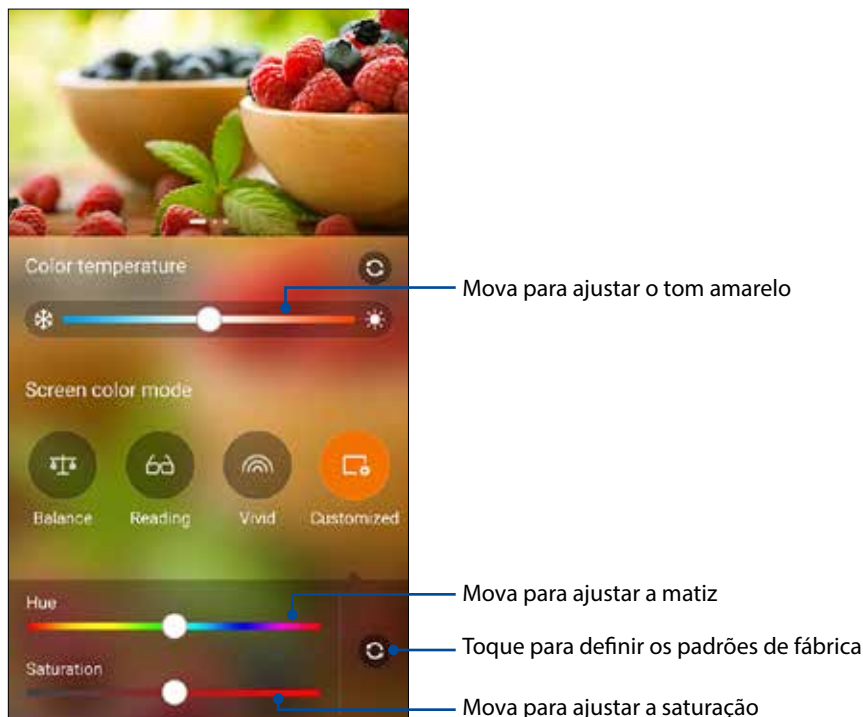 Color temperature
Mova para ajustar o tom amarelo
Screen color mode
Balance Reading Vivid Customized
Hue
Mova para ajustar a matiz
Toque para definir os padrões de fábrica
Saturation
Mova para ajustar a saturação